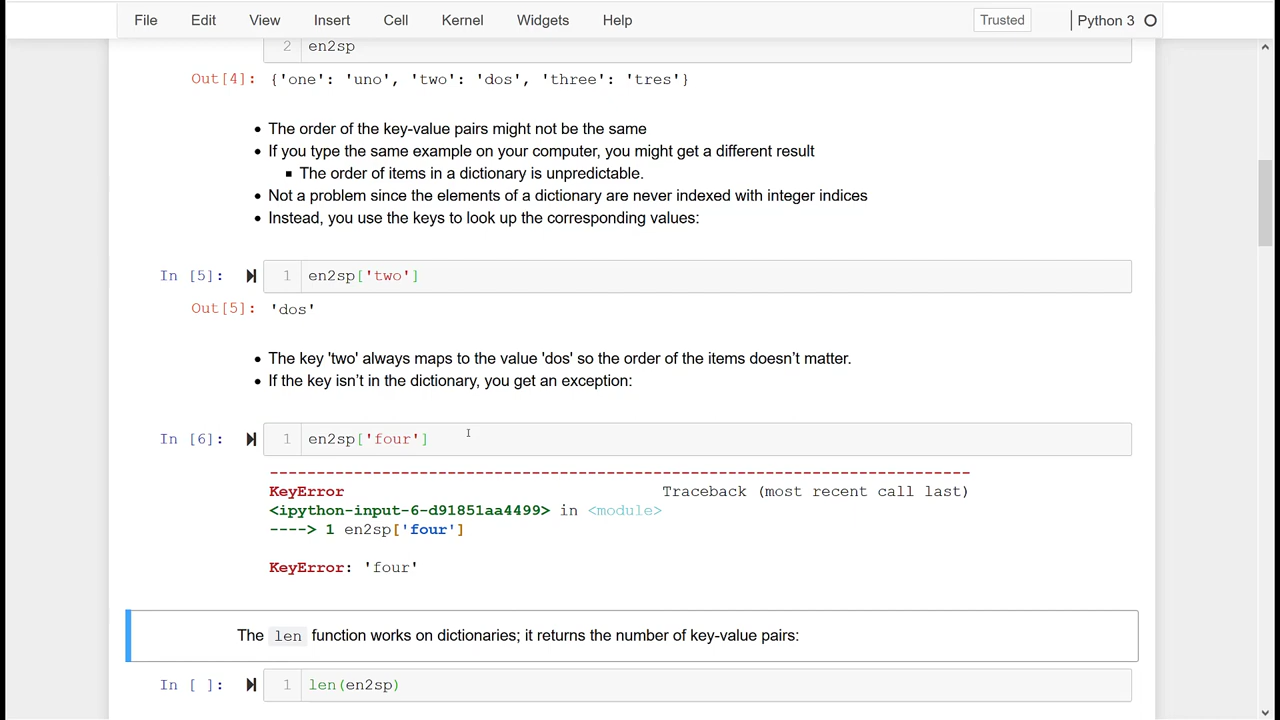 File Edit View Insert Cell Kernel Widgets Help Trusted Python 3
2 en2sp
Out[4]: {'one': 'uno', 'two': 'dos', 'three': 'tres'}
The order of the key-value pairs might not be the same
If you type the same example on your computer, you might get a different result
The order of items in a dictionary is unpredictable.
Not a problem since the elements of a dictionary are never indexed with integer indices
Instead, you use the keys to look up the corresponding values:
In [5]: 1 en2sp['two']
Out[5]: 'dos'
The key 'two' always maps to the value 'dos' so the order of the items doesn’t matter.
If the key isn’t in the dictionary, you get an exception:
In [6]: 1 en2sp['four']
---------------------------------------------------------------------------
KeyError Traceback (most recent call last)
<ipython-input-6-d91851aa4499> in <module>
----> 1 en2sp['four']
KeyError: 'four'
The len function works on dictionaries; it returns the number of key-value pairs:
In [ ]: 1 len(en2sp)